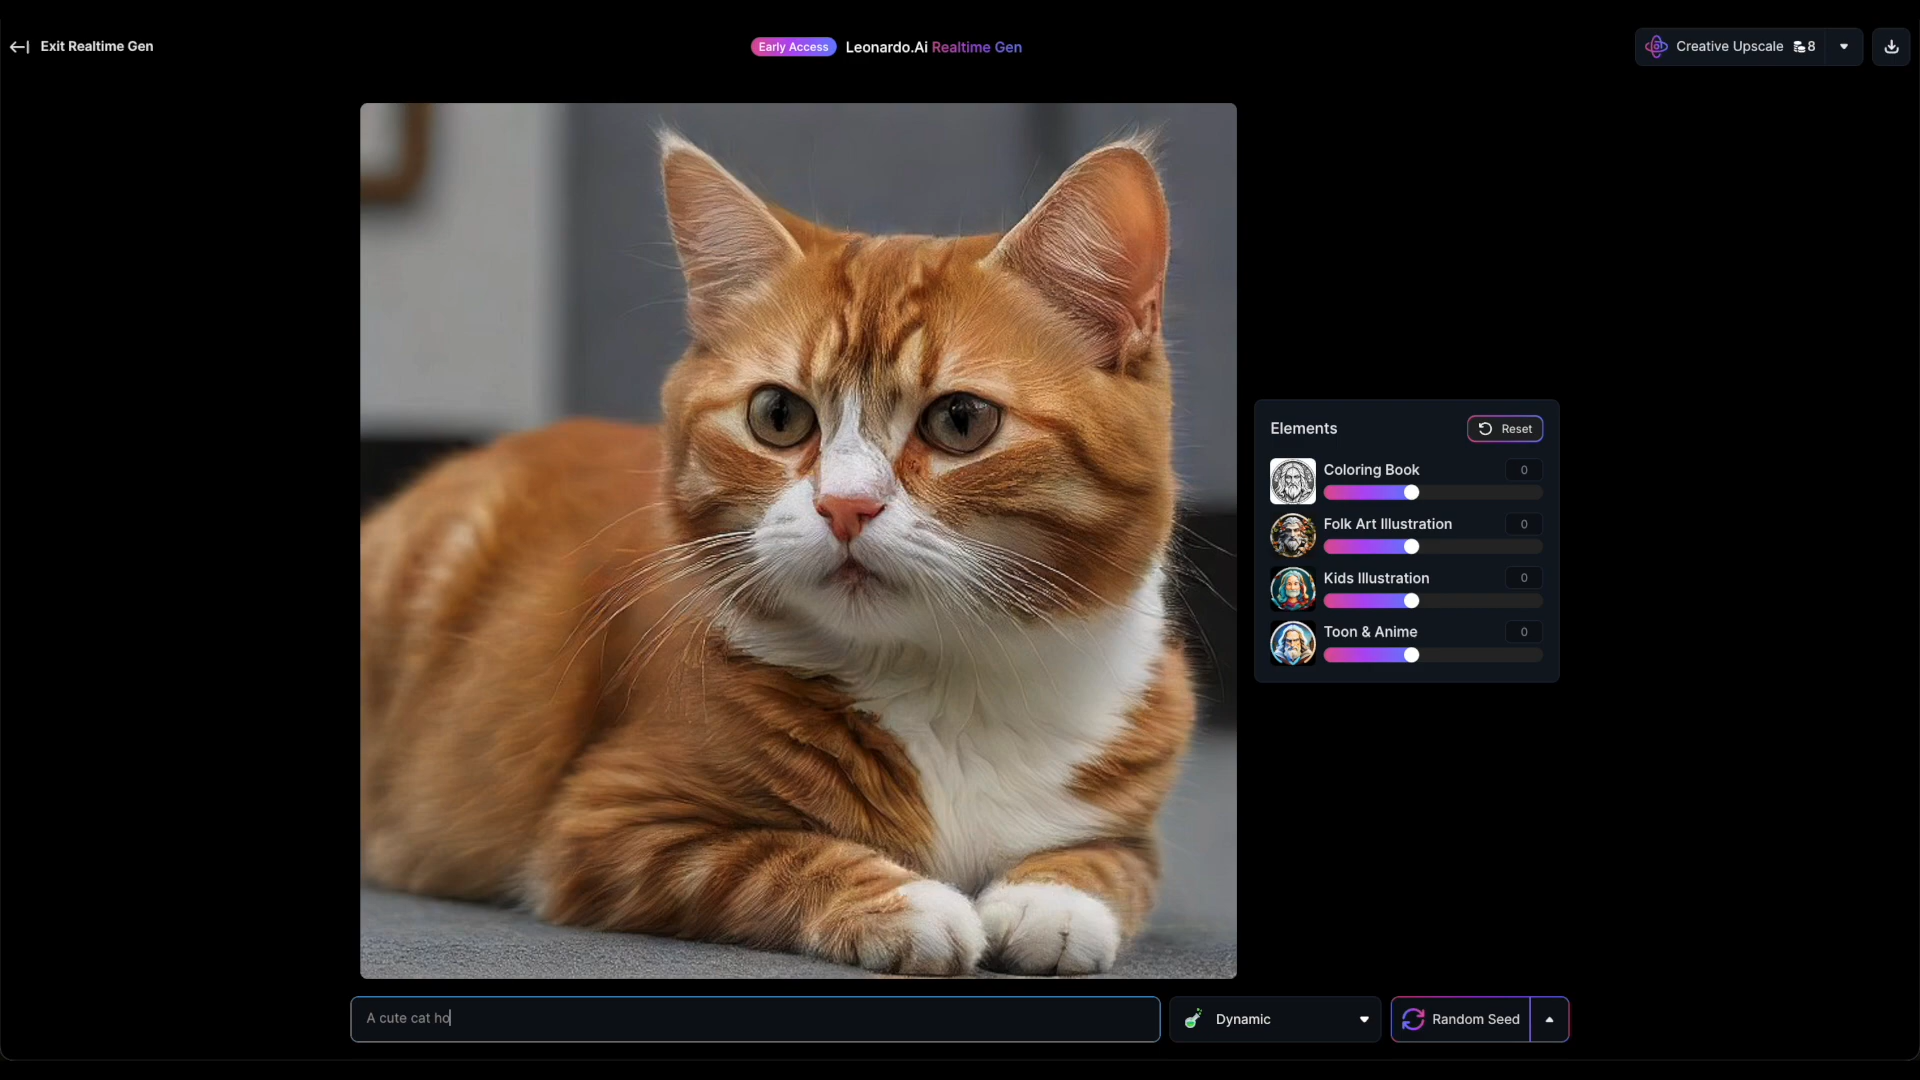 Exit Realtime Gen
Early Access Leonardo.Ai Realtime Gen
Creative Upscale 8
Elements
Reset
Coloring Book 0
Folk Art Illustration 0
Kids Illustration 0
Toon & Anime 0
A cute cat ho
Dynamic
Random Seed